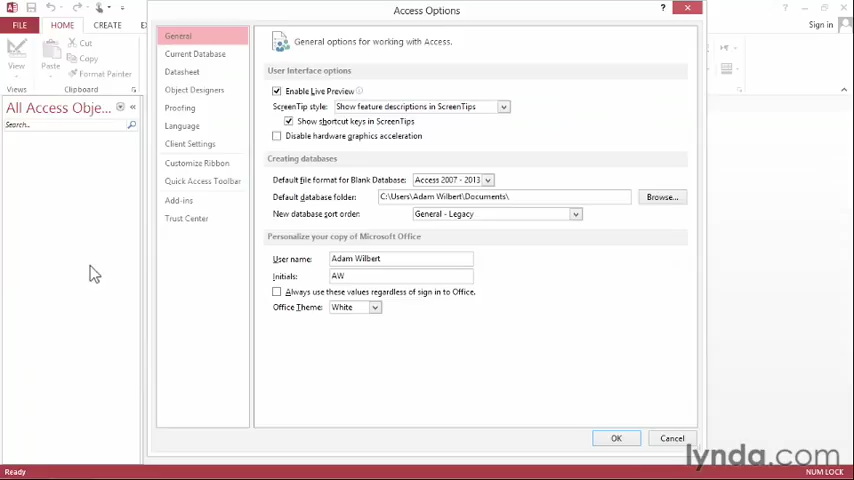 Access Options
?
FILE
HOME
CREATE
Sign in
View
Paste
Cut
Copy
Format Painter
Views
Clipboard
All Access Obje...
Search...
General
Current Database
Datasheet
Object Designers
Proofing
Language
Client Settings
Customize Ribbon
Quick Access Toolbar
Add-ins
Trust Center
General options for working with Access.
User Interface options
Enable Live Preview
ScreenTip style: Show feature descriptions in ScreenTips
Show shortcut keys in ScreenTips
Disable hardware graphics acceleration
Creating databases
Default file format for Blank Database: Access 2007 - 2013
Default database folder: C:\Users\Adam Wilbert\Documents\
Browse...
New database sort order: General - Legacy
Personalize your copy of Microsoft Office
User name: Adam Wilbert
Initials: AW
Always use these values regardless of sign in to Office.
Office Theme: White
OK
Cancel
lynda.com
Ready
NUM LOCK